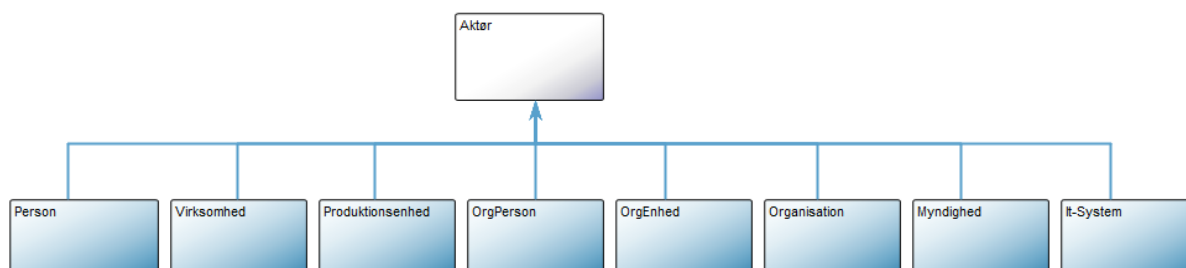 Aktør
Person
Virksomhed
Produktionsenhed
OrgPerson
OrgEnhed
Organisation
Myndighed
It-System